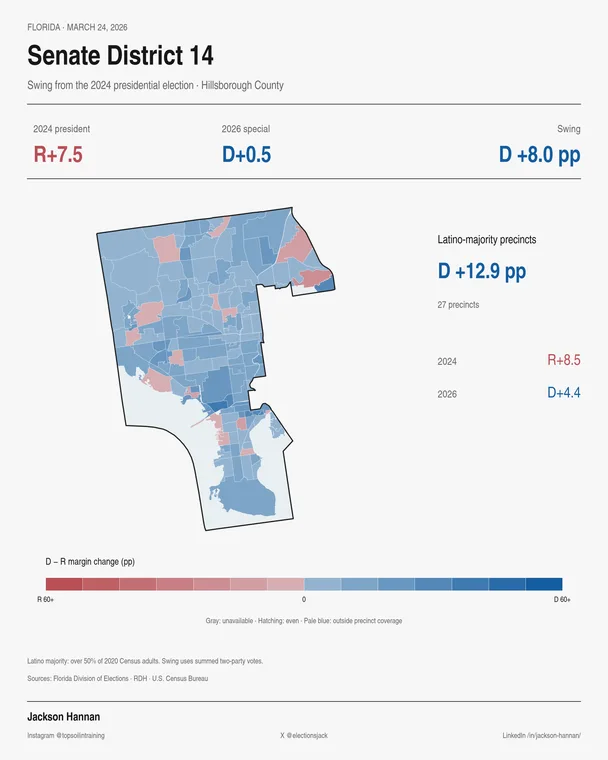 FLORIDA · MARCH 24, 2026
Senate District 14
Swing from the 2024 presidential election · Hillsborough County
2024 president
R+7.5
2026 special
D+0.5
Swing
D +8.0 pp
Latino-majority precincts
D +12.9 pp
27 precincts
2024 R+8.5
2026 D+4.4
D − R margin change (pp)
R 60+ 0 D 60+
Gray: unavailable · Hatching: even · Pale blue: outside precinct coverage
Latino majority: over 50% of 2020 Census adults. Swing uses summed two-party votes.
Sources: Florida Division of Elections · RDH · U.S. Census Bureau
Jackson Hannan
Instagram @topsoilintraining X @electionsjack LinkedIn /in/jackson-hannan/